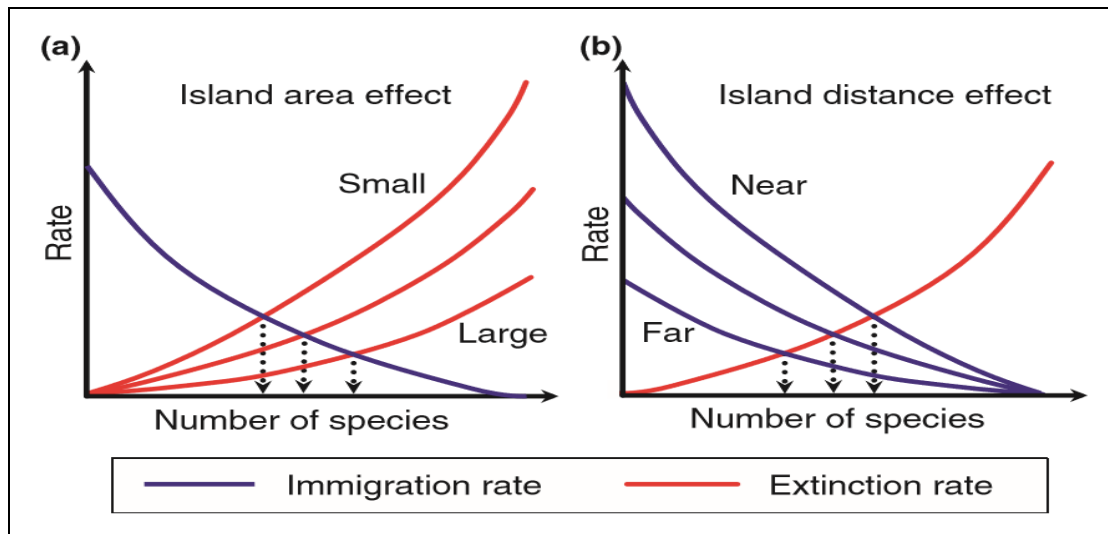 (a)
Island area effect
Small
Large
Rate
Number of species
(b)
Island distance effect
Near
Far
Rate
Number of species
Immigration rate
Extinction rate